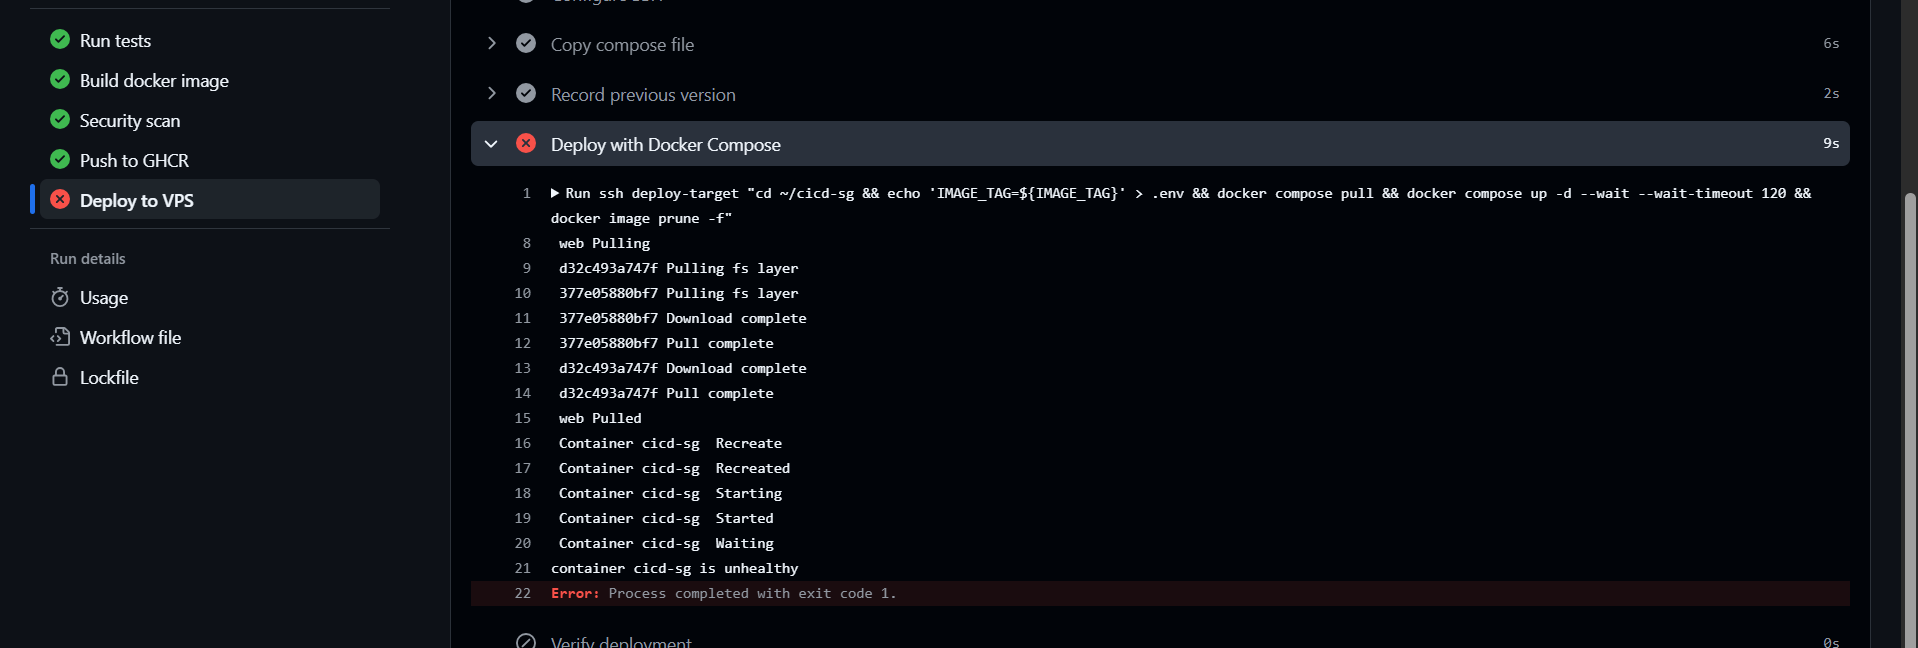 Run tests
Build docker image
Security scan
Push to GHCR
Deploy to VPS
Run details
Usage
Workflow file
Lockfile
Copy compose file 6s
Record previous version 2s
Deploy with Docker Compose 9s
1 Run ssh deploy-target "cd ~/cicd-sg && echo 'IMAGE_TAG=${IMAGE_TAG}' > .env && docker compose pull && docker compose up -d --wait --wait-timeout 120 &&
docker image prune -f"
8 web Pulling
9 d32c493a747f Pulling fs layer
10 377e05880bf7 Pulling fs layer
11 377e05880bf7 Download complete
12 377e05880bf7 Pull complete
13 d32c493a747f Download complete
14 d32c493a747f Pull complete
15 web Pulled
16 Container cicd-sg Recreate
17 Container cicd-sg Recreated
18 Container cicd-sg Starting
19 Container cicd-sg Started
20 Container cicd-sg Waiting
21 container cicd-sg is unhealthy
22 Error: Process completed with exit code 1.
Verify deployment 0s